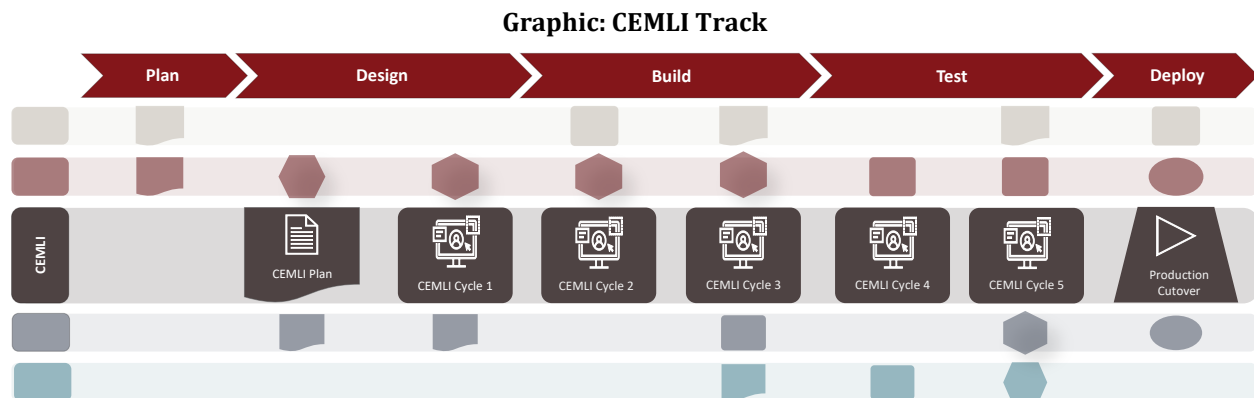 Graphic: CEMLI Track
Plan
Design
Build
Test
Deploy
CEMLI
CEMLI Plan
CEMLI Cycle 1
CEMLI Cycle 2
CEMLI Cycle 3
CEMLI Cycle 4
CEMLI Cycle 5
Production
Cutover